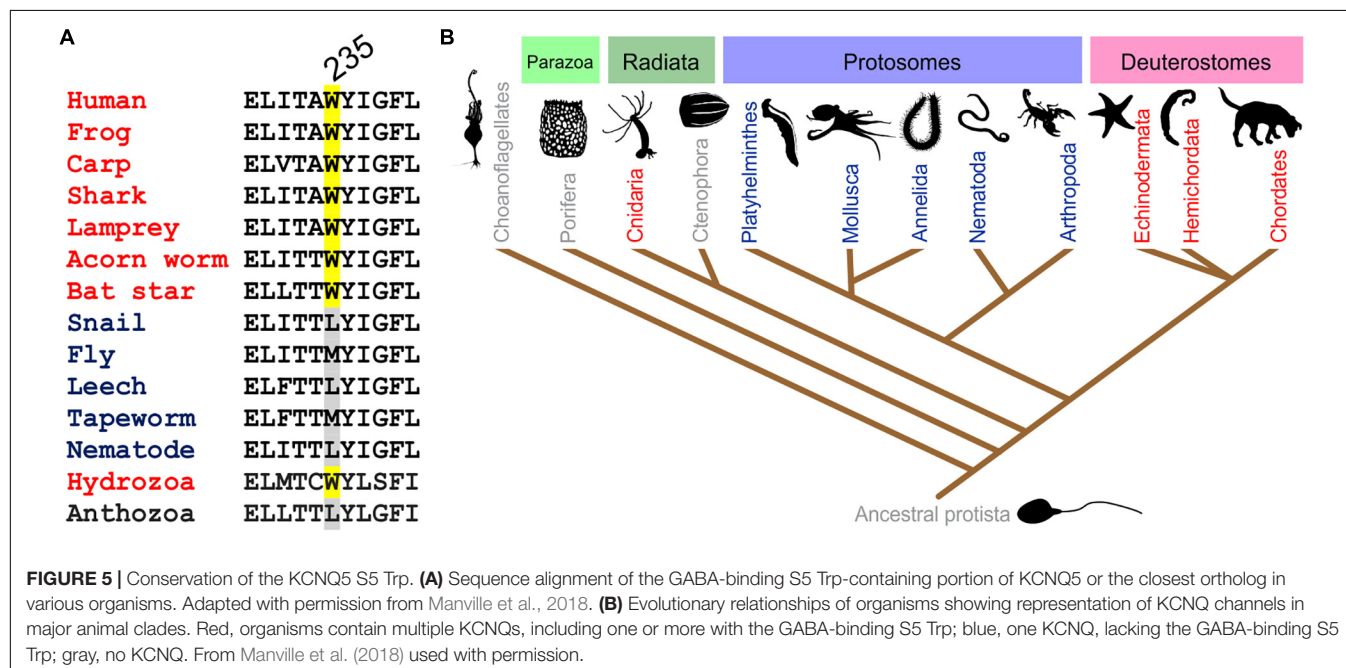 A
235
Human ELITAWYIGFL
Frog ELITAWYIGFL
Carp ELVTAWYIGFL
Shark ELITAWYIGFL
Lamprey ELITAWYIGFL
Acorn worm ELITTWYIGFL
Bat star ELLTTWYIGFL
Snail ELITTLYIGFL
Fly ELITTMYIGFL
Leech ELFTTLYIGFL
Tapeworm ELFTTMYIGFL
Nematode ELITTLYIGFL
Hydrozoa ELMTCWYLSFI
Anthozoa ELLTTLYLGFI
B
Parazoa
Radiata
Protosomes
Deuterostomes
Choanoflagellates
Porifera
Cnidaria
Ctenophora
Platyhelminthes
Mollusca
Annelida
Nematoda
Arthropoda
Echinodermata
Hemichordata
Chordates
Ancestral protista
FIGURE 5 | Conservation of the KCNQ5 S5 Trp. (A) Sequence alignment of the GABA-binding S5 Trp-containing portion of KCNQ5 or the closest ortholog in
various organisms. Adapted with permission from Manville et al., 2018. (B) Evolutionary relationships of organisms showing representation of KCNQ channels in
major animal clades. Red, organisms contain multiple KCNQs, including one or more with the GABA-binding S5 Trp; blue, one KCNQ, lacking the GABA-binding S5
Trp; gray, no KCNQ. From Manville et al. (2018) used with permission.